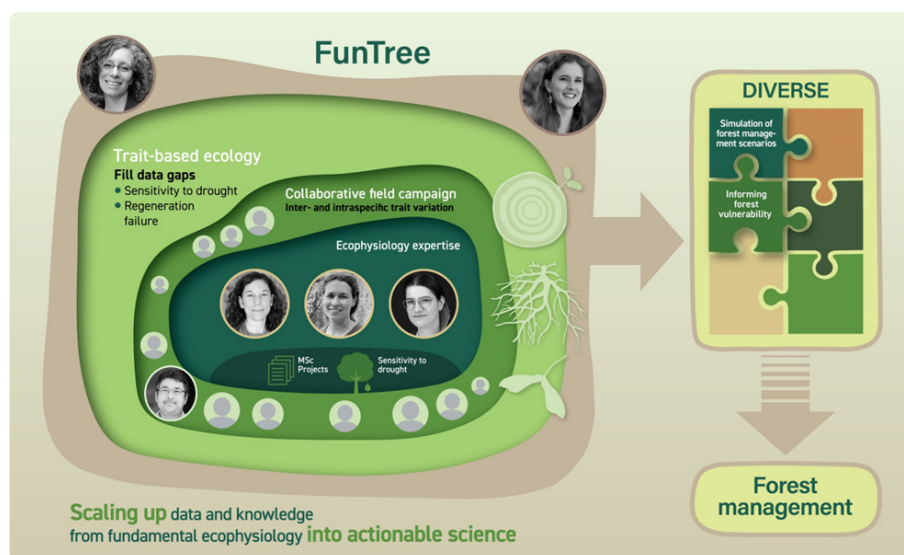 FunTree
Trait-based ecology
Fill data gaps
Sensitivity to drought
Regeneration
failure
Collaborative field campaign
Inter- and intraspecific trait variation
Ecophysiology expertise
MSc
Projects
Sensitivity to
drought
Scaling up data and knowledge
from fundamental ecophysiology into actionable science
DIVERSE
Simulation of
forest manage-
ment scenarios
Informing
forest
vulnerability
Forest
management